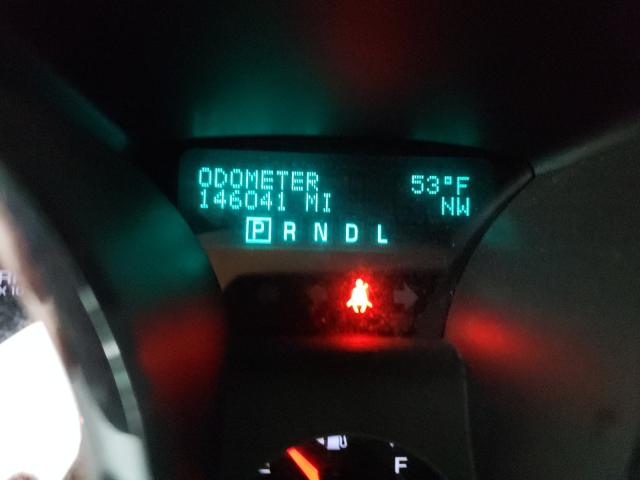 ODOMETER 53°F
146041 MI NW
P R N D L
F